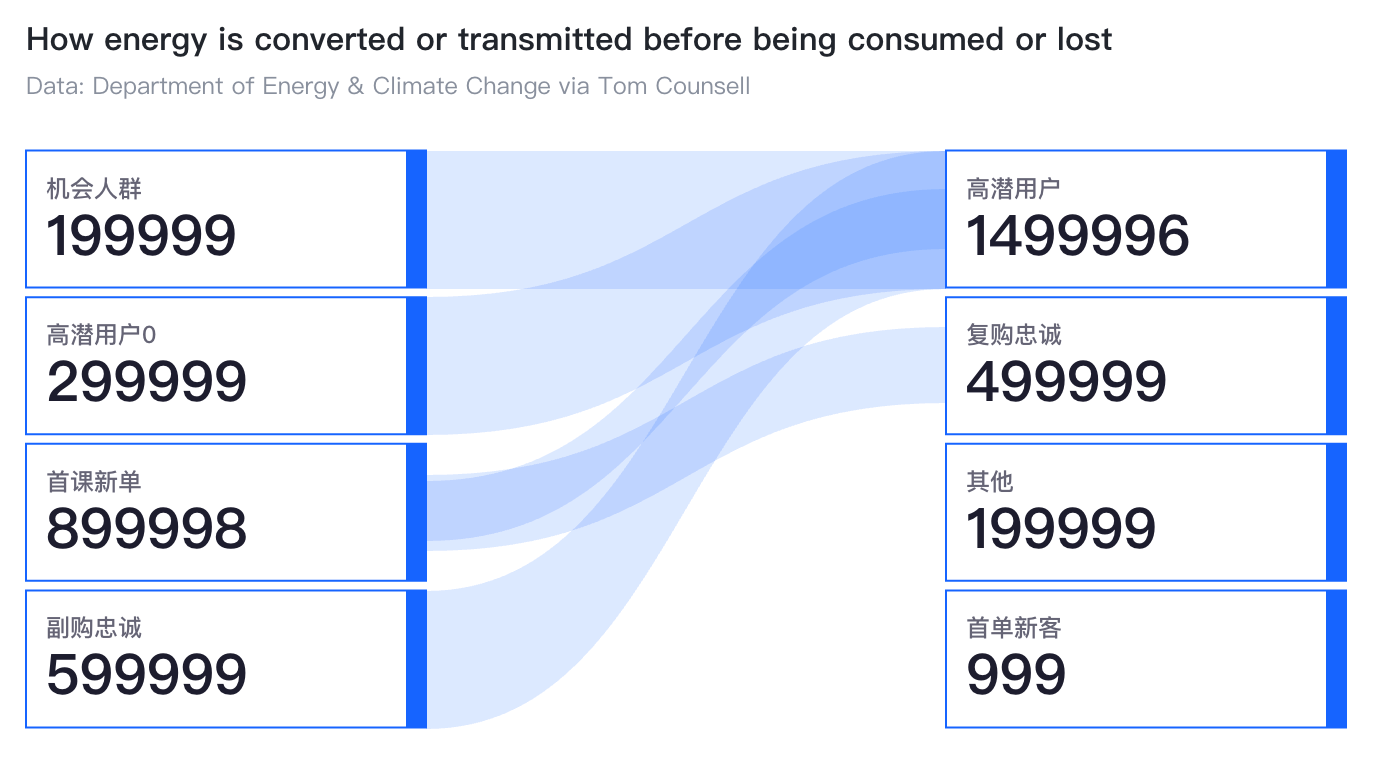 How energy is converted or transmitted before being consumed or lost
Data: Department of Energy & Climate Change via Tom Counsell
机会人群
199999
高潜用户0
299999
首课新单
899998
副购忠诚
599999
高潜用户
1499996
复购忠诚
499999
其他
199999
首单新客
999